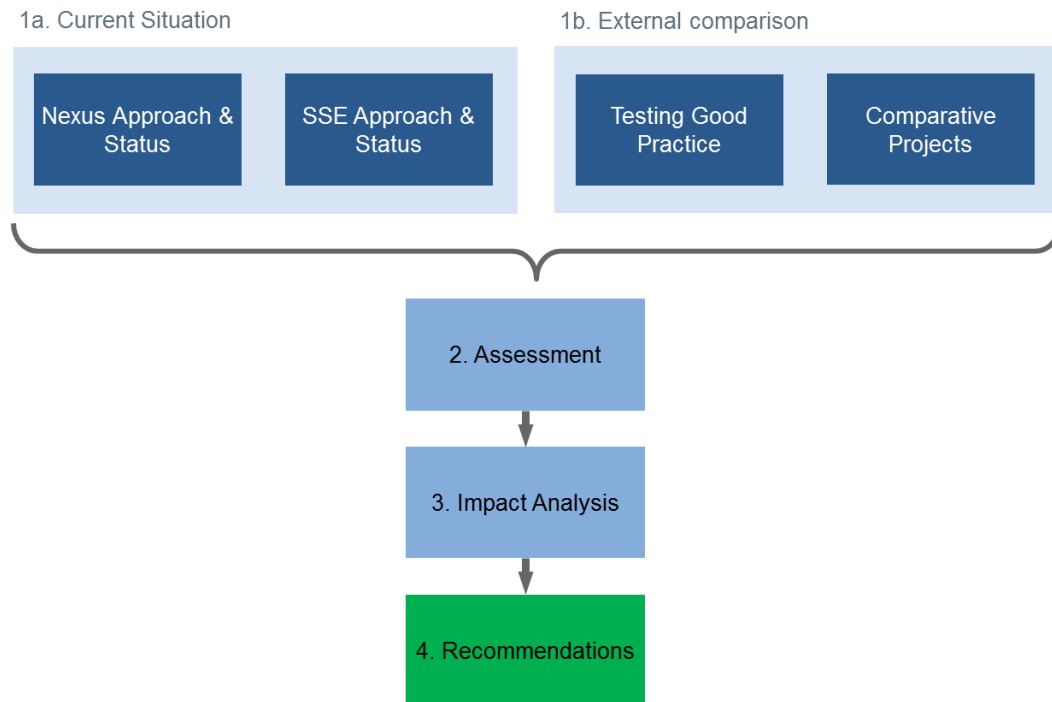 1a. Current Situation
1b. External comparison
Nexus Approach &
Status
SSE Approach &
Status
Testing Good
Practice
Comparative
Projects
2. Assessment
3. Impact Analysis
4. Recommendations